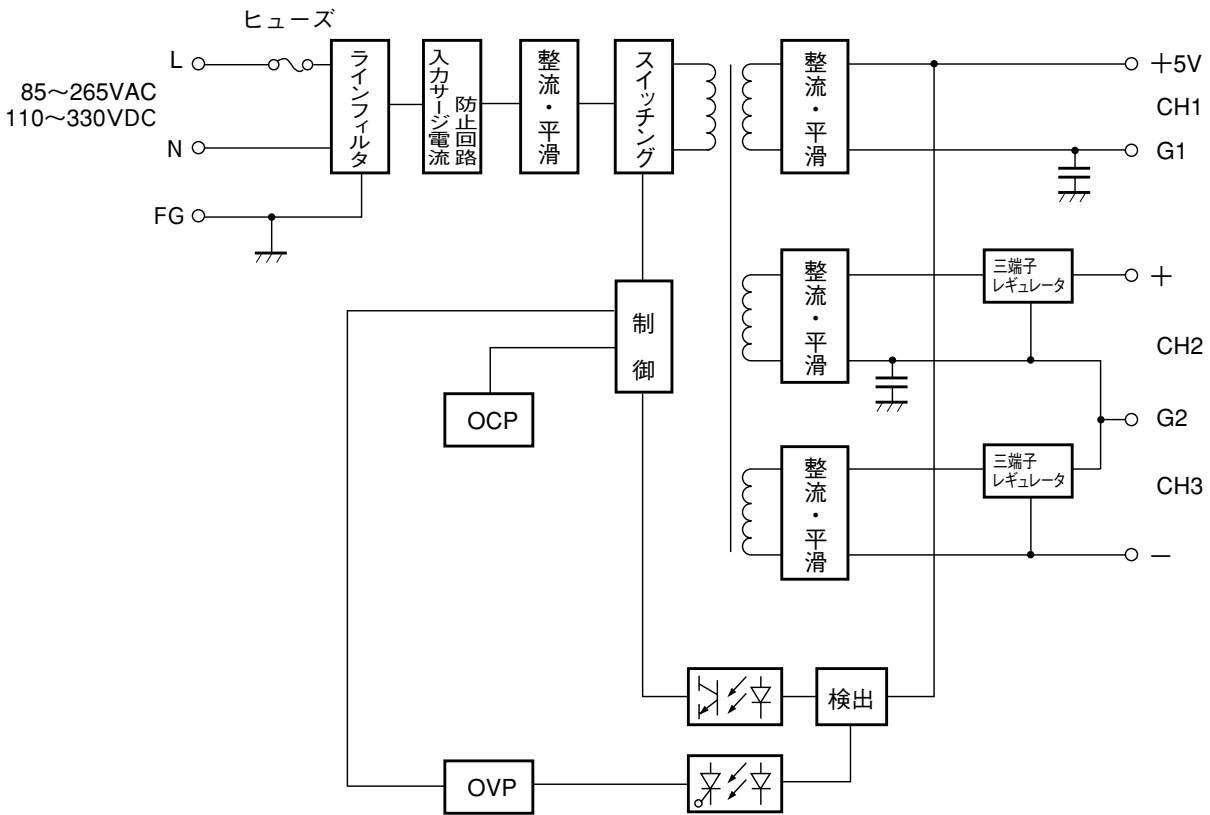 ヒューズ
L
85～265VAC
110～330VDC
N
FG
ラインフィルタ
入力サージ電流
防止回路
整流・平滑
スイッチング
整流・平滑
＋5V
CH1
G1
整流・平滑
三端子
レギュレータ
＋
CH2
G2
制御
OCP
整流・平滑
三端子
レギュレータ
CH3
－
検出
OVP